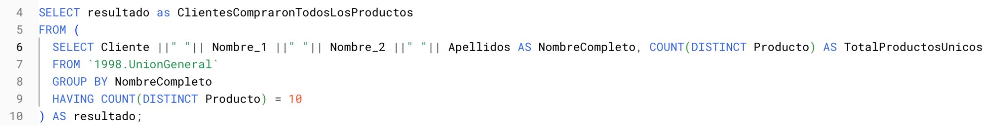 4 SELECT resultado as ClientesCompraronTodosLosProductos
5 FROM (
6 SELECT Cliente ||" "|| Nombre_1 ||" "|| Nombre_2 ||" "|| Apellidos AS NombreCompleto, COUNT(DISTINCT Producto) AS TotalProductosUnicos
7 FROM `1998.UnionGeneral`
8 GROUP BY NombreCompleto
9 HAVING COUNT(DISTINCT Producto) = 10
10 ) AS resultado;